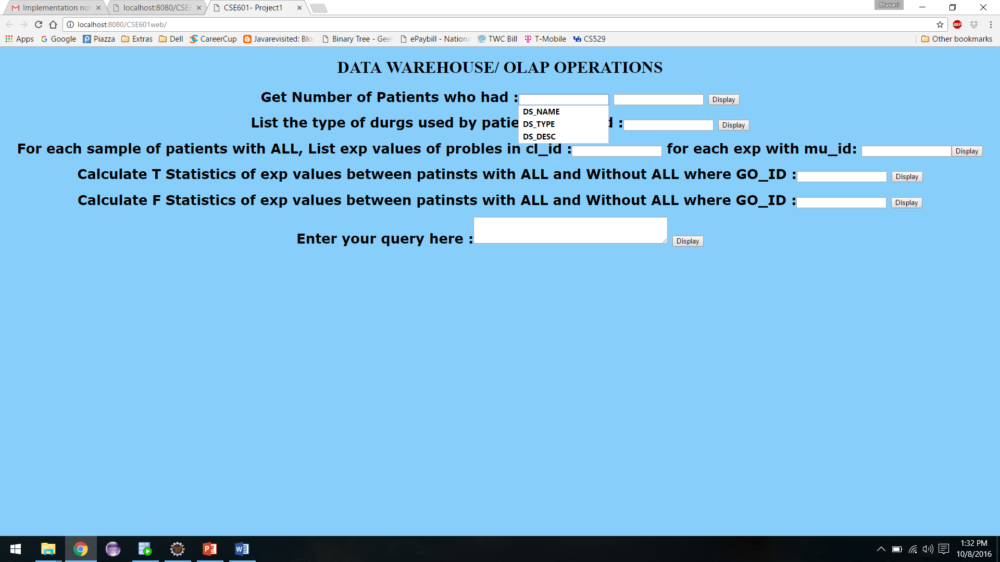 Implementation not
localhost:8080/CSE6
CSE601- Project1
Bhavani
localhost:8080/CSE601web/
ABP
Apps
Google
Piazza
Extras
Dell
CareerCup
Javarevisited: Blo
Binary Tree - Gee
ePaybill - Nationa
TWC Bill
T-Mobile
CS529
Other bookmarks
DATA WAREHOUSE/ OLAP OPERATIONS
Get Number of Patients who had : Display
DS_NAME
DS_TYPE
DS_DESC
List the type of durgs used by patie d : Display
For each sample of patients with ALL, List exp values of probles in cl_id : for each exp with mu_id: Display
Calculate T Statistics of exp values between patinsts with ALL and Without ALL where GO_ID : Display
Calculate F Statistics of exp values between patinsts with ALL and Without ALL where GO_ID : Display
Enter your query here : Display
1:32 PM
10/8/2016